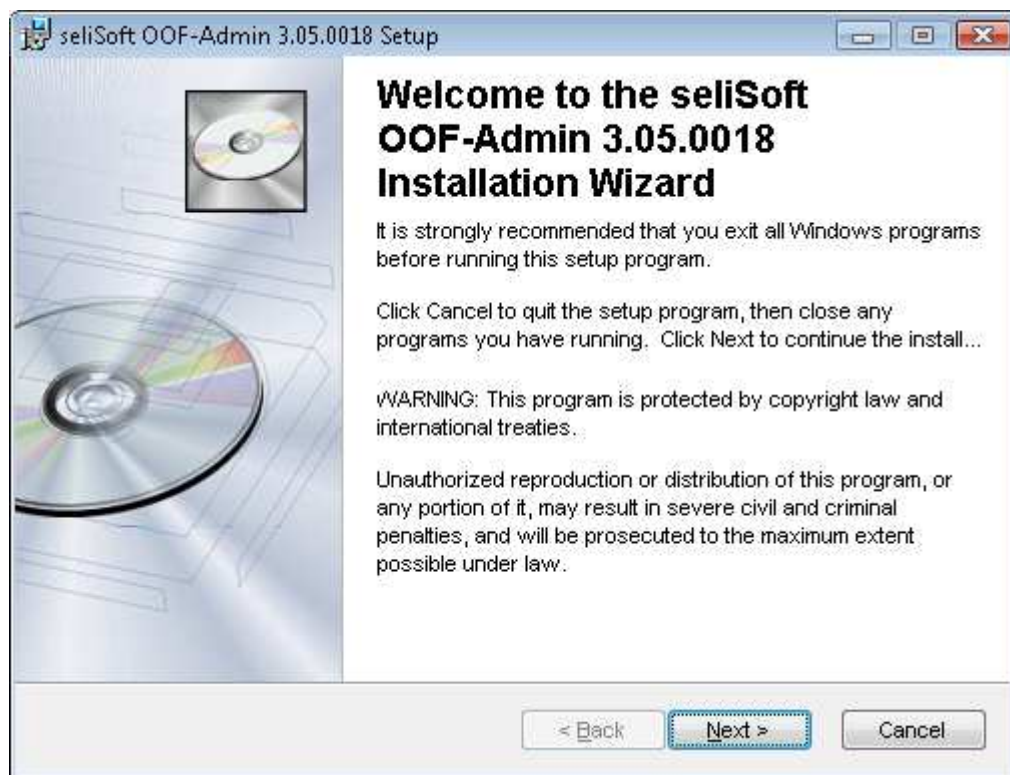 seliSoft OOF-Admin 3.05.0018 Setup
Welcome to the seliSoft
OOF-Admin 3.05.0018
Installation Wizard
It is strongly recommended that you exit all Windows programs
before running this setup program.
Click Cancel to quit the setup program, then close any
programs you have running.  Click Next to continue the install...
WARNING: This program is protected by copyright law and
international treaties.
Unauthorized reproduction or distribution of this program, or
any portion of it, may result in severe civil and criminal
penalties, and will be prosecuted to the maximum extent
possible under law.
< Back
Next >
Cancel